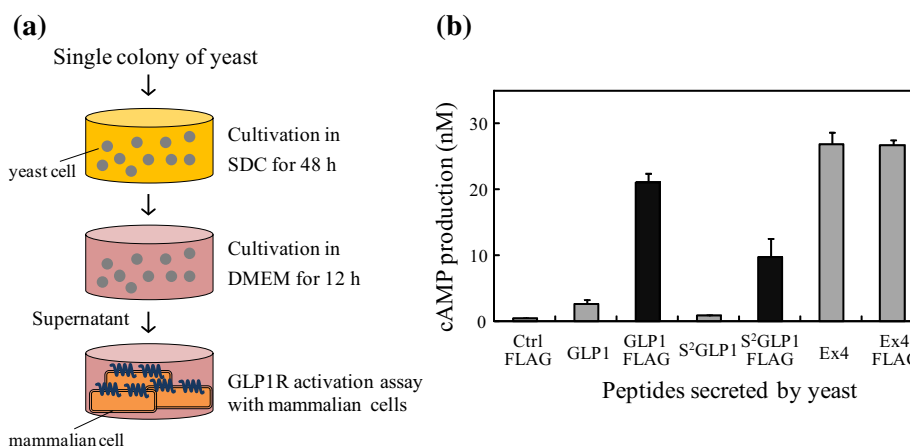 (a)
Single colony of yeast
yeast cell
Cultivation in
SDC for 48 h
Cultivation in
DMEM for 12 h
Supernatant
GLP1R activation assay
with mammalian cells
mammalian cell
(b)
cAMP production (nM)
30
20
10
0
Ctrl
FLAG
GLP1
GLP1
FLAG
S²GLP1
S²GLP1
FLAG
Ex4
Ex4
FLAG
Peptides secreted by yeast